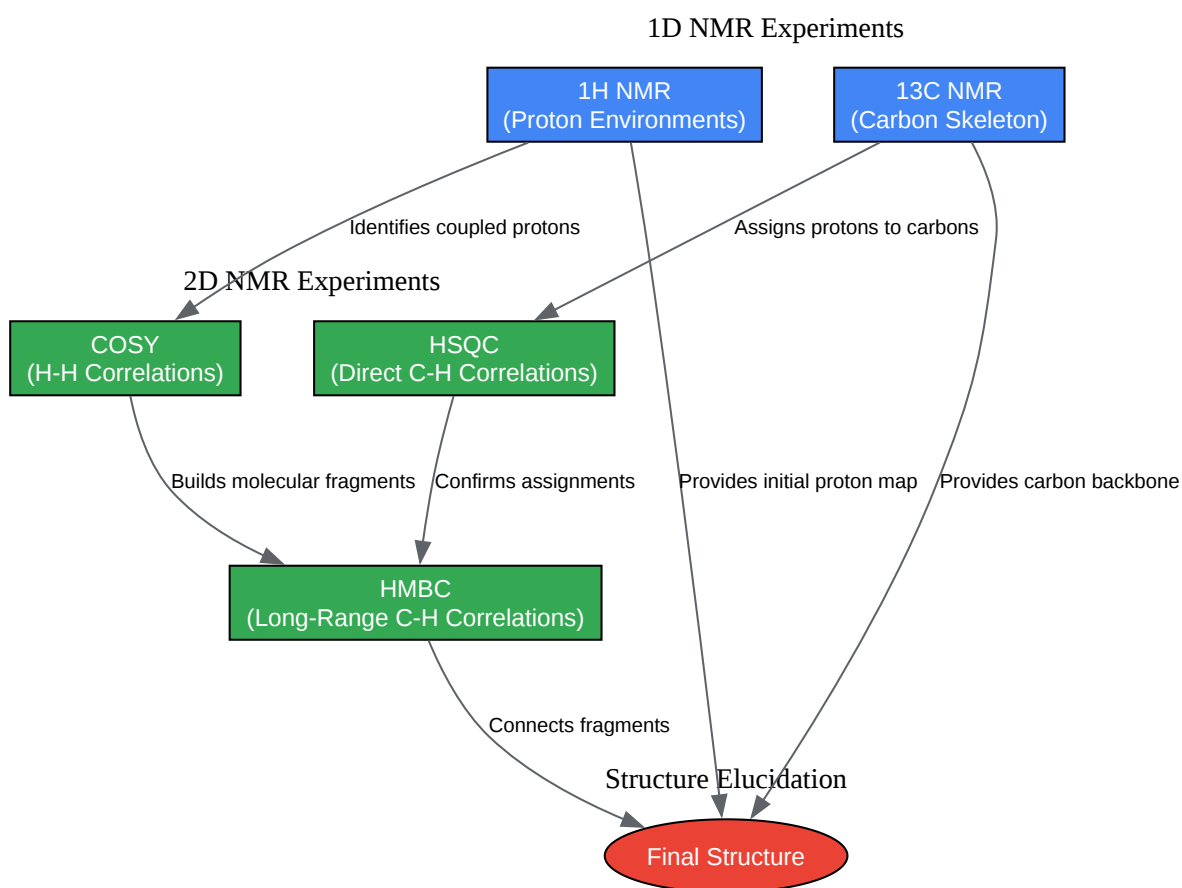 1D NMR Experiments
1H NMR
(Proton Environments)
13C NMR
(Carbon Skeleton)
Identifies coupled protons
Assigns protons to carbons
2D NMR Experiments
COSY
(H-H Correlations)
HSQC
(Direct C-H Correlations)
Builds molecular fragments
Confirms assignments
Provides initial proton map
Provides carbon backbone
HMBC
(Long-Range C-H Correlations)
Connects fragments
Structure Elucidation
Final Structure